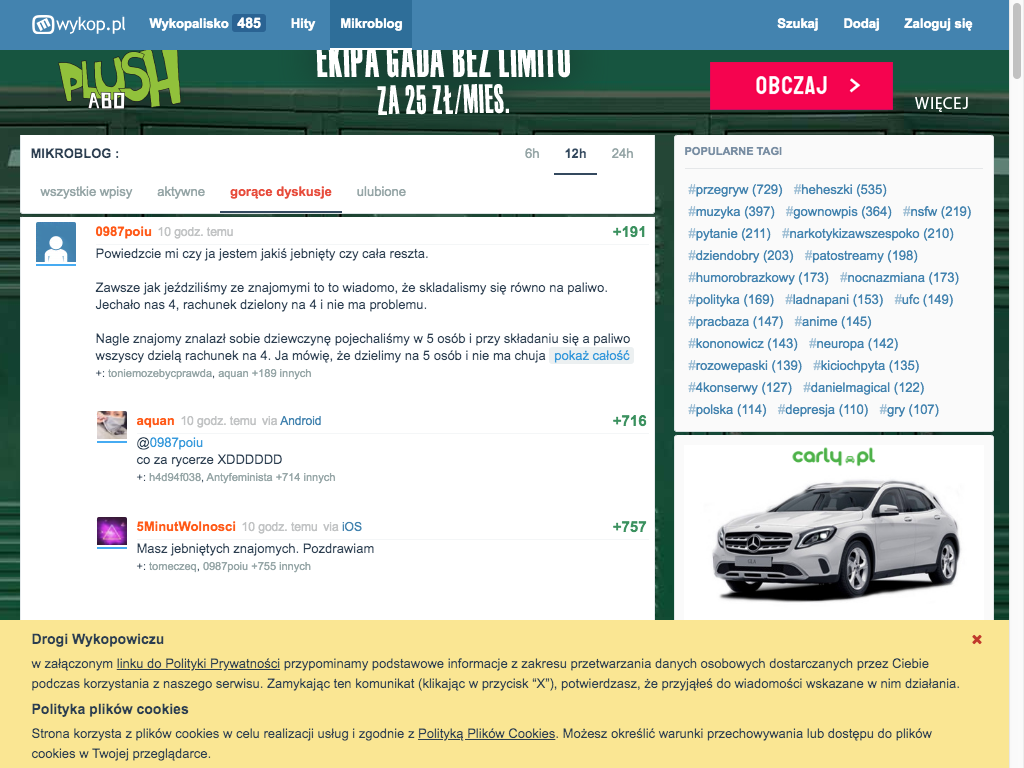 wykop.pl Wykopalisko 485 Hity Mikroblog Szukaj Dodaj Zaloguj się
PLUSH
ABO
EKIPA GADA BEZ LIMITU
ZA 25 ZŁ/MIES.
OBCZAJ >
WIĘCEJ
MIKROBLOG : 6h 12h 24h
wszystkie wpisy aktywne gorące dyskusje ulubione
0987poiu 10 godz. temu +191
Powiedzcie mi czy ja jestem jakiś jebnięty czy cała reszta.
Zawsze jak jeździliśmy ze znajomymi to to wiadomo, że skladalismy się równo na paliwo.
Jechało nas 4, rachunek dzielony na 4 i nie ma problemu.
Nagle znajomy znalazł sobie dziewczynę pojechaliśmy w 5 osób i przy składaniu się a paliwo
wszyscy dzielą rachunek na 4. Ja mówię, że dzielimy na 5 osób i nie ma chuja pokaż całość
+: toniemozebycprawda, aquan +189 innych
aquan 10 godz. temu via Android +716
@0987poiu
co za rycerze XDDDDDD
+: h4d94f038, Antyfeminista +714 innych
5MinutWolnosci 10 godz. temu via iOS +757
Masz jebniętych znajomych. Pozdrawiam
+: tomeczeq, 0987poiu +755 innych
POPULARNE TAGI
#przegryw (729) #heheszki (535)
#muzyka (397) #gownowpis (364) #nsfw (219)
#pytanie (211) #narkotykizawszespoko (210)
#dziendobry (203) #patostreamy (198)
#humorobrazkowy (173) #nocnazmiana (173)
#polityka (169) #ladnapani (153) #ufc (149)
#pracbaza (147) #anime (145)
#kononowicz (143) #neuropa (142)
#rozowepaski (139) #kiciochpyta (135)
#4konserwy (127) #danielmagical (122)
#polska (114) #depresja (110) #gry (107)
carly.pl
Drogi Wykopowiczu
w załączonym linku do Polityki Prywatności przypominamy podstawowe informacje z zakresu przetwarzania danych osobowych dostarczanych przez Ciebie
podczas korzystania z naszego serwisu. Zamykając ten komunikat (klikając w przycisk “X”), potwierdzasz, że przyjąłeś do wiadomości wskazane w nim działania.
Polityka plików cookies
Strona korzysta z plików cookies w celu realizacji usług i zgodnie z Polityką Plików Cookies. Możesz określić warunki przechowywania lub dostępu do plików
cookies w Twojej przeglądarce.